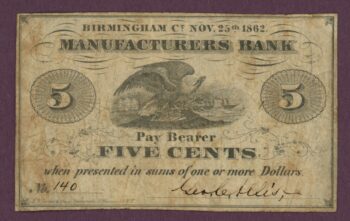 BIRMINGHAM Ct. NOV. 25th 1862.
MANUFACTURERS BANK
5 5
Pay Bearer
FIVE CENTS
when presented in sums of one or more Dollars
No. 140